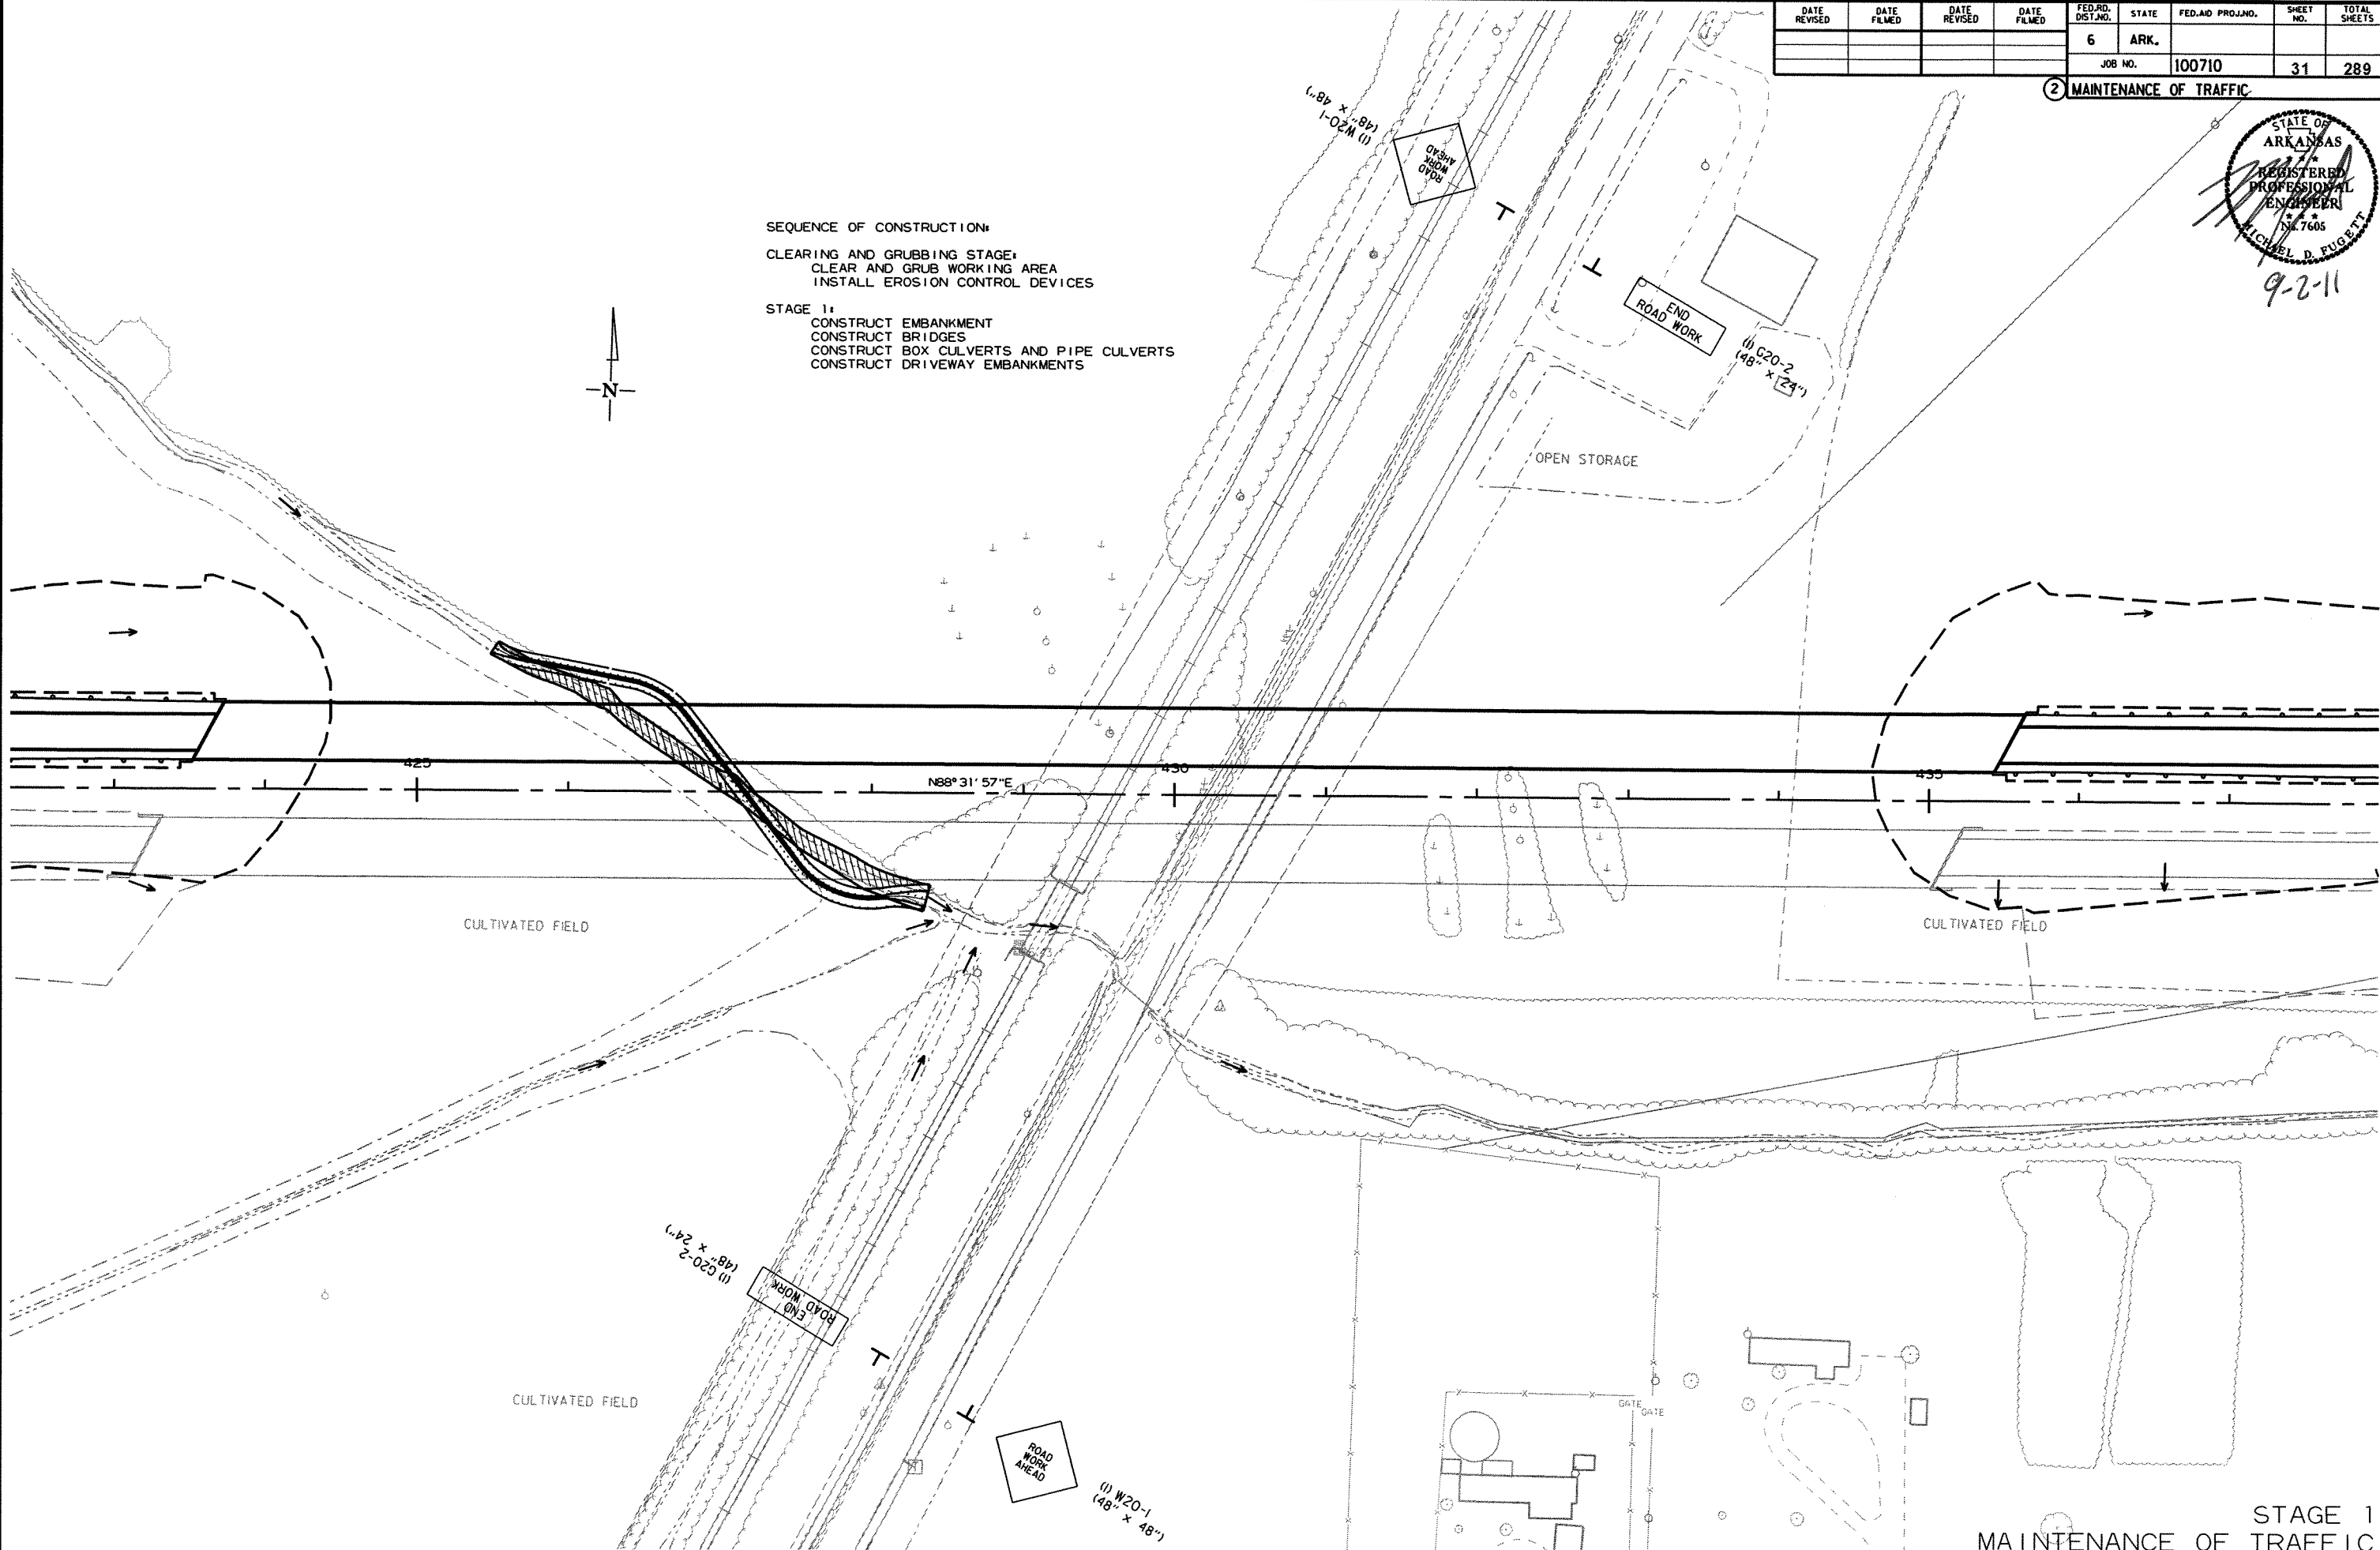 DATE REVISED
DATE FILMED
DATE REVISED
DATE FILMED
FED.RD. DIST.NO.
STATE
FED.AID PROJ.NO.
SHEET NO.
TOTAL SHEETS
6
ARK.
JOB NO.
100710
31
289
2 MAINTENANCE OF TRAFFIC
STATE OF
ARKANSAS
REGISTERED
PROFESSIONAL
ENGINEER
No. 7605
MICHAEL D. FUGETT
9-2-11
(1) W20-1
(48" x 48")
ROAD
WORK
AHEAD
SEQUENCE OF CONSTRUCTION:
CLEARING AND GRUBBING STAGE:
CLEAR AND GRUB WORKING AREA
INSTALL EROSION CONTROL DEVICES
STAGE 1:
CONSTRUCT EMBANKMENT
CONSTRUCT BRIDGES
CONSTRUCT BOX CULVERTS AND PIPE CULVERTS
CONSTRUCT DRIVEWAY EMBANKMENTS
N
END
ROAD WORK
(1) G20-2
(48" x 24")
OPEN STORAGE
425
430
435
N88°31'57"E
CULTIVATED FIELD
CULTIVATED FIELD
(1) G20-2
(48" x 24")
END
ROAD WORK
CULTIVATED FIELD
ROAD
WORK
AHEAD
(1) W20-1
(48" x 48")
GATE
GATE
STAGE 1
MAINTENANCE OF TRAFFIC